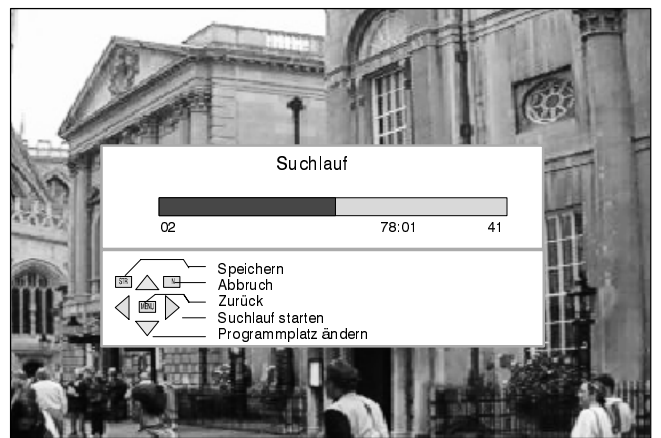 Suchlauf
02 78:01 41
STR
Speichern
Abbruch
MENU
Zurück
Suchlauf starten
Programmplatz ändern